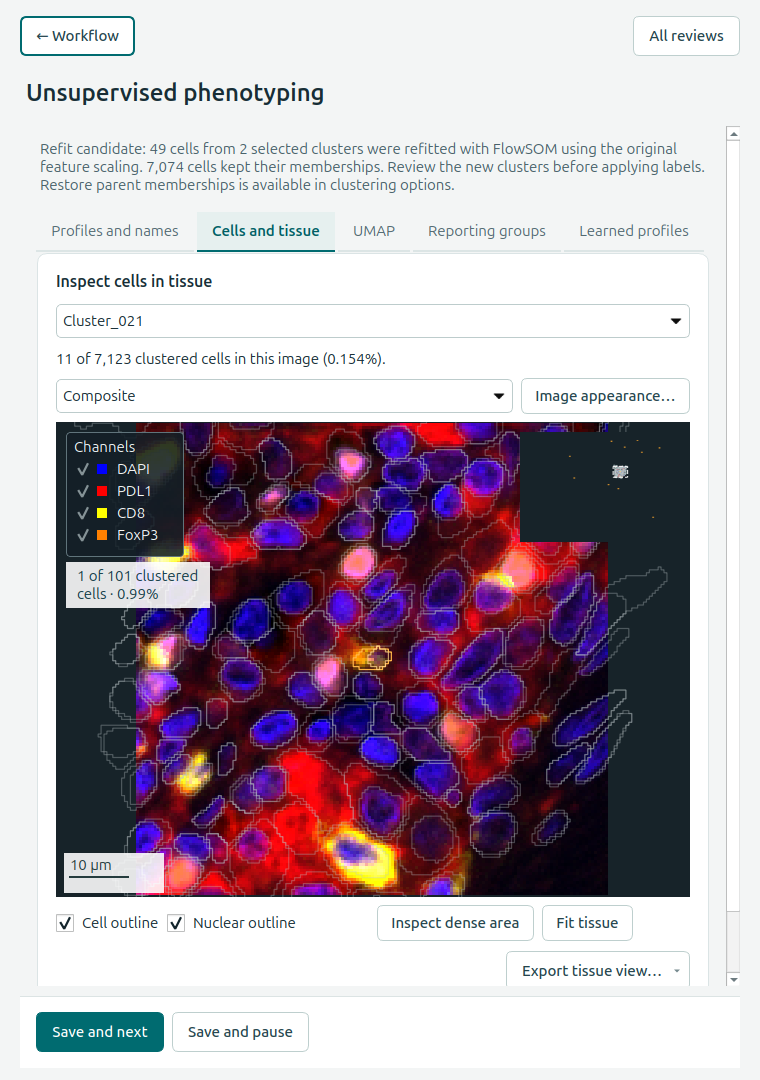 ← Workflow
All reviews
Unsupervised phenotyping
Refit candidate: 49 cells from 2 selected clusters were refitted with FlowSOM using the original
feature scaling. 7,074 cells kept their memberships. Review the new clusters before applying labels.
Restore parent memberships is available in clustering options.
Profiles and names
Cells and tissue
UMAP
Reporting groups
Learned profiles
Inspect cells in tissue
Cluster_021
11 of 7,123 clustered cells in this image (0.154%).
Composite
Image appearance…
Channels
DAPI
PDL1
CD8
FoxP3
1 of 101 clustered
cells · 0.99%
10 µm
Cell outline
Nuclear outline
Inspect dense area
Fit tissue
Export tissue view…
Save and next
Save and pause